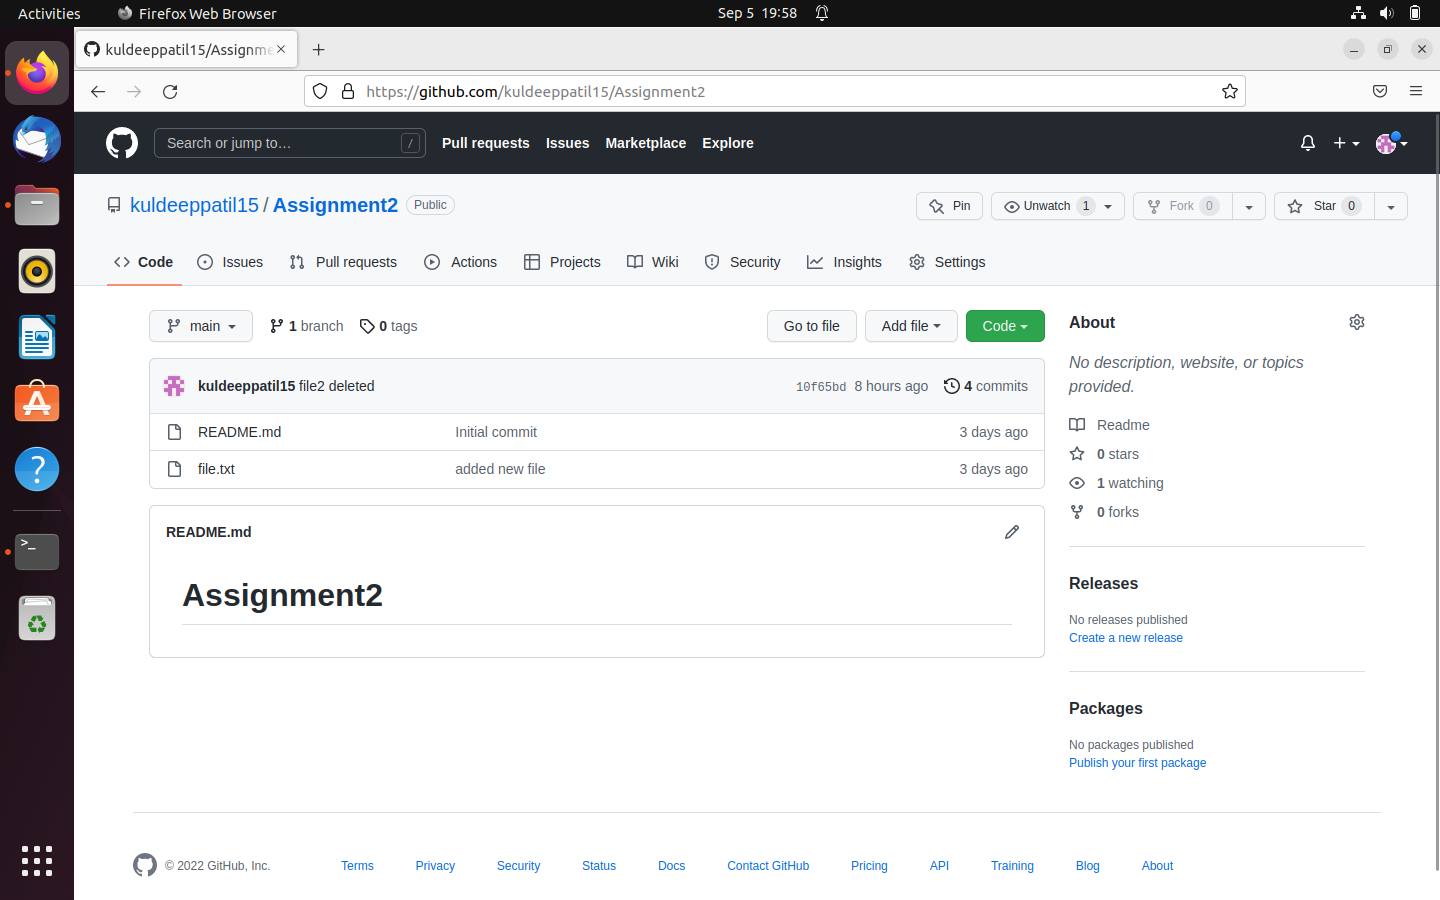 Activities Firefox Web Browser Sep 5 19:58
kuldeeppatil15/Assignme
https://github.com/kuldeeppatil15/Assignment2
Search or jump to… / Pull requests Issues Marketplace Explore
kuldeeppatil15 / Assignment2 Public Pin Unwatch 1 Fork 0 Star 0
Code Issues Pull requests Actions Projects Wiki Security Insights Settings
main 1 branch 0 tags Go to file Add file Code
kuldeeppatil15 file2 deleted 10f65bd 8 hours ago 4 commits
README.md Initial commit 3 days ago
file.txt added new file 3 days ago
README.md
Assignment2
About
No description, website, or topics
provided.
Readme
0 stars
1 watching
0 forks
Releases
No releases published
Create a new release
Packages
No packages published
Publish your first package
© 2022 GitHub, Inc. Terms Privacy Security Status Docs Contact GitHub Pricing API Training Blog About